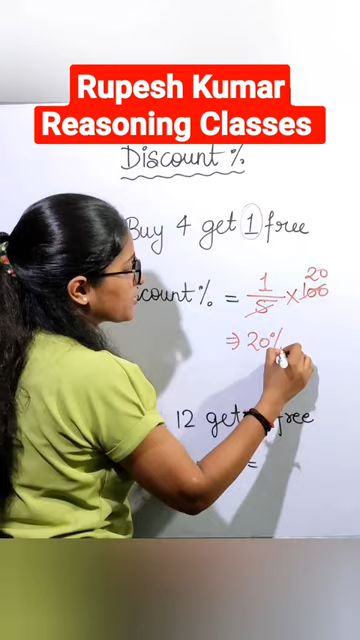 Rupesh Kumar
Reasoning Classes
Discount %
Buy 4 get 1 free
count% = 1/5 × 100 20
⇒ 20%
12 get free
=